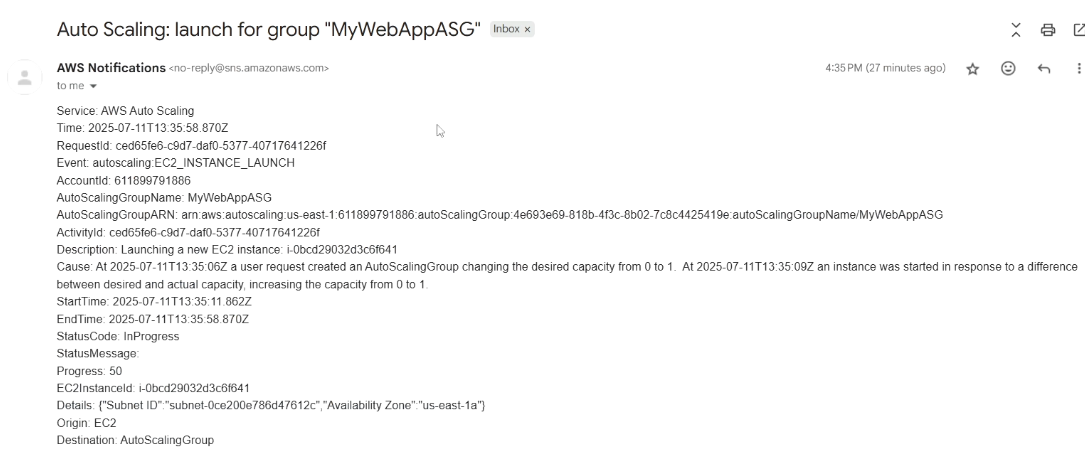 Auto Scaling: launch for group "MyWebAppASG" Inbox ×
AWS Notifications <no-reply@sns.amazonaws.com> 4:35 PM (27 minutes ago)
to me
Service: AWS Auto Scaling
Time: 2025-07-11T13:35:58.870Z
RequestId: ced65fe6-c9d7-daf0-5377-40717641226f
Event: autoscaling:EC2_INSTANCE_LAUNCH
AccountId: 611899791886
AutoScalingGroupName: MyWebAppASG
AutoScalingGroupARN: arn:aws:autoscaling:us-east-1:611899791886:autoScalingGroup:4e693e69-818b-4f3c-8b02-7c8c4425419e:autoScalingGroupName/MyWebAppASG
ActivityId: ced65fe6-c9d7-daf0-5377-40717641226f
Description: Launching a new EC2 instance: i-0bcd29032d3c6f641
Cause: At 2025-07-11T13:35:06Z a user request created an AutoScalingGroup changing the desired capacity from 0 to 1.  At 2025-07-11T13:35:09Z an instance was started in response to a difference
between desired and actual capacity, increasing the capacity from 0 to 1.
StartTime: 2025-07-11T13:35:11.862Z
EndTime: 2025-07-11T13:35:58.870Z
StatusCode: InProgress
StatusMessage:
Progress: 50
EC2InstanceId: i-0bcd29032d3c6f641
Details: {"Subnet ID":"subnet-0ce200e786d47612c","Availability Zone":"us-east-1a"}
Origin: EC2
Destination: AutoScalingGroup